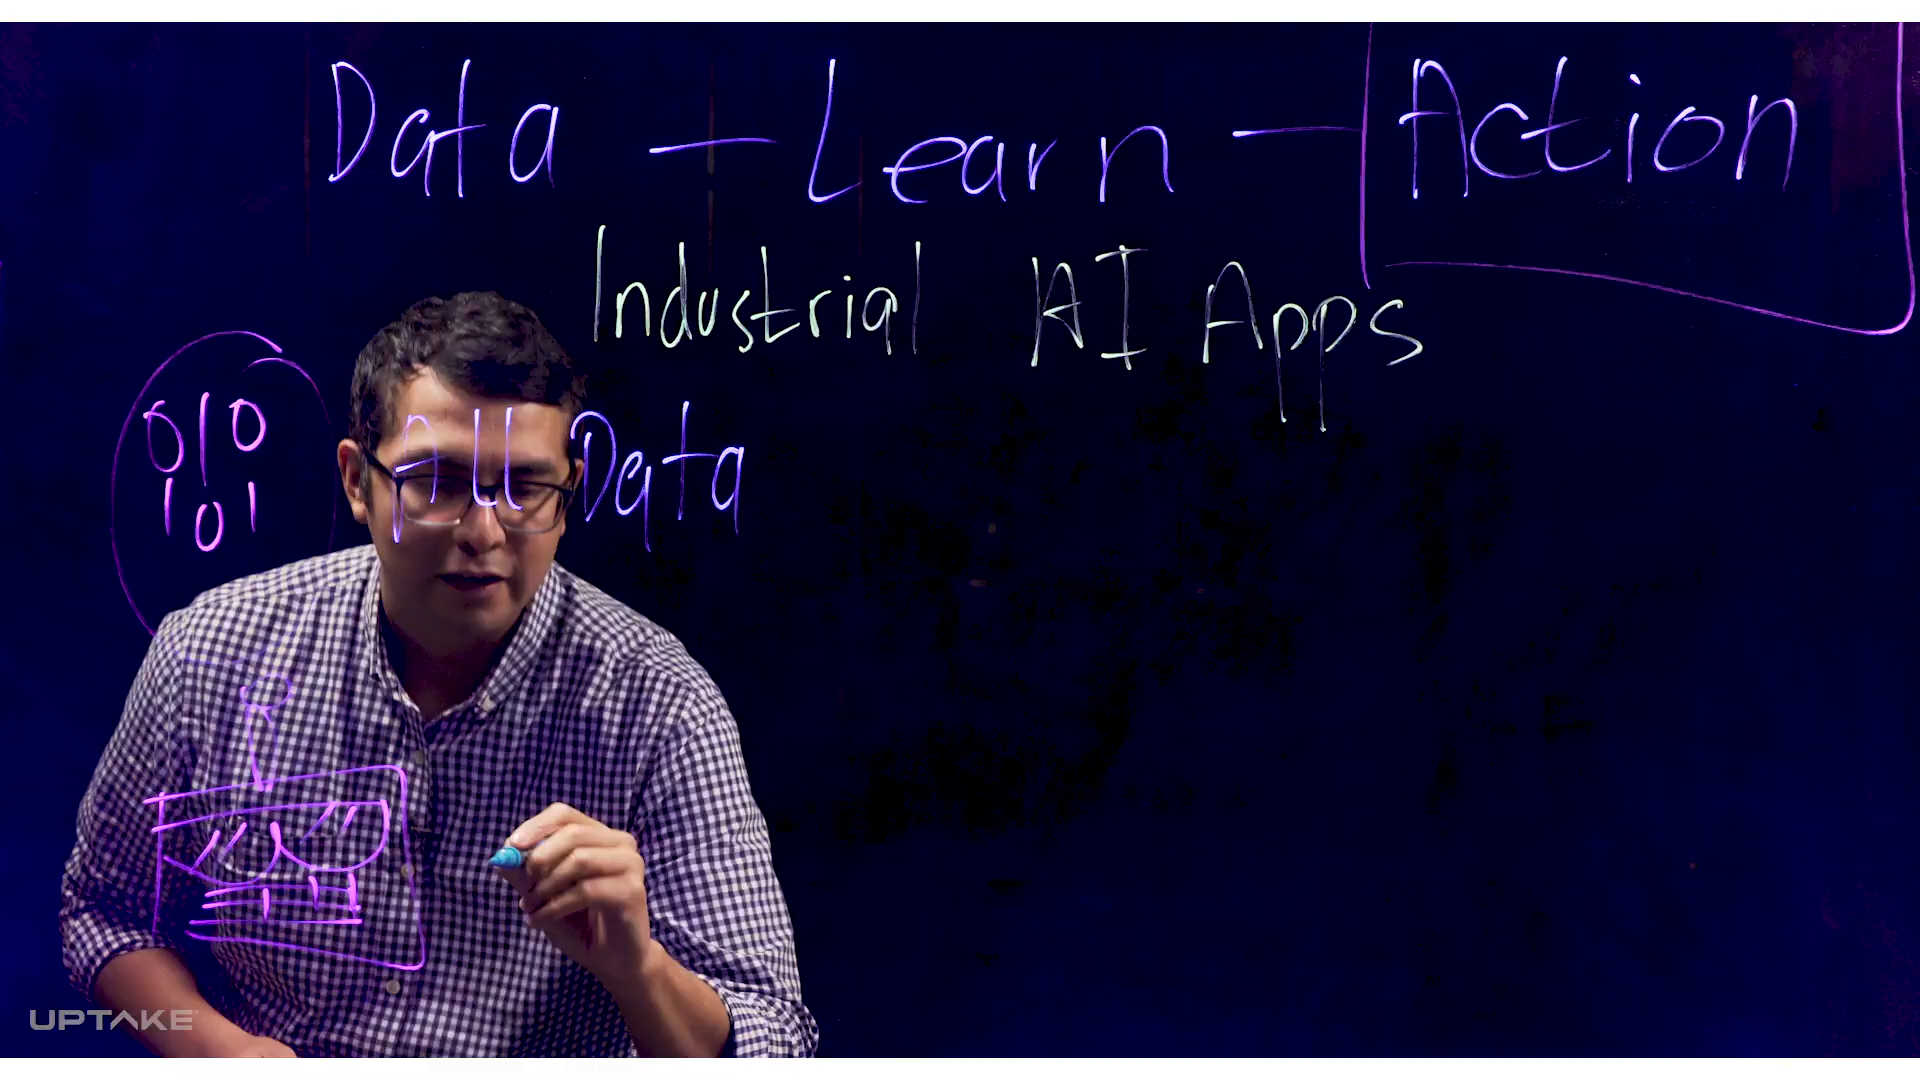 Data — Learn — Action
Industrial AI Apps
010
All Data
101
UPTAKE